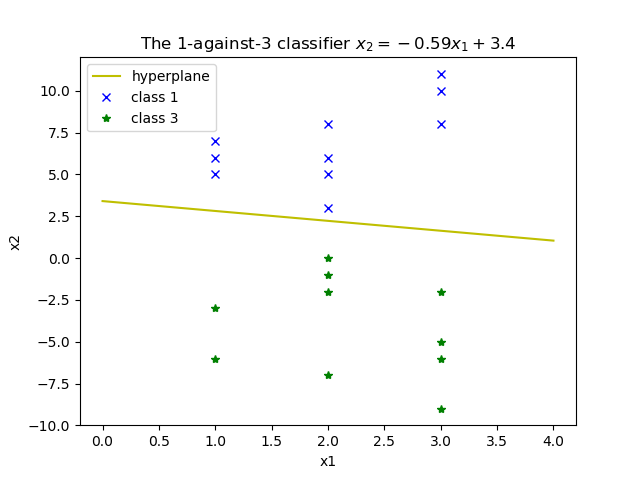 The 1-against-3 classifier x₂ = −0.59x₁ + 3.4
hyperplane
class 1
class 3
10.0
7.5
5.0
2.5
0.0
−2.5
−5.0
−7.5
−10.0
x2
0.0 0.5 1.0 1.5 2.0 2.5 3.0 3.5 4.0
x1